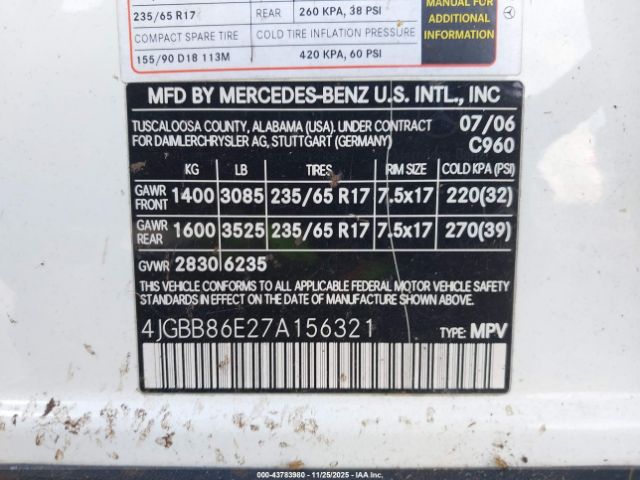 MANUAL FOR
ADDITIONAL
INFORMATION
235/65 R17 REAR 260 KPA, 38 PSI
COMPACT SPARE TIRE COLD TIRE INFLATION PRESSURE
155/90 D18 113M 420 KPA, 60 PSI
MFD BY MERCEDES-BENZ U.S. INTL., INC
TUSCALOOSA COUNTY, ALABAMA (USA). UNDER CONTRACT 07/06
FOR DAIMLERCHRYSLER AG, STUTTGART (GERMANY) C960
KG LB TIRES RIM SIZE COLD KPA (PSI)
GAWR FRONT 1400 3085 235/65 R17 7.5x17 220(32)
GAWR REAR 1600 3525 235/65 R17 7.5x17 270(39)
GVWR 2830 6235
THIS VEHICLE CONFORMS TO ALL APPLICABLE FEDERAL MOTOR VEHICLE SAFETY
STANDARDS IN EFFECT ON THE DATE OF MANUFACTURE SHOWN ABOVE.
4JGBB86E27A156321 TYPE: MPV
000-43783980 - 11/25/2025 - IAAI.COM